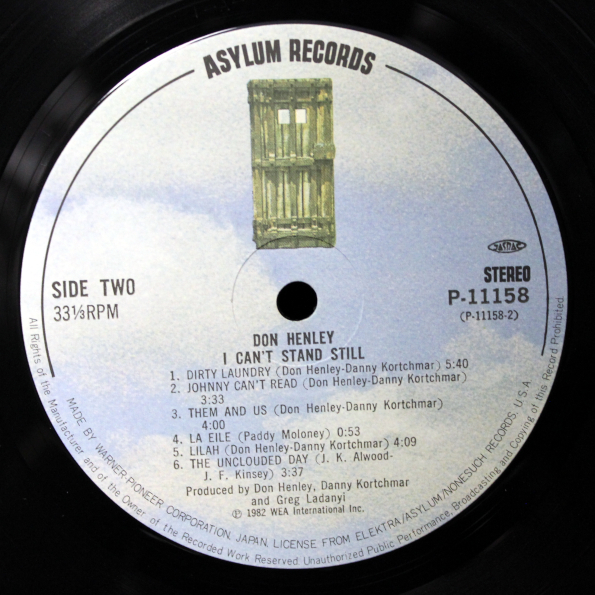 ASYLUM RECORDS
JASRAC
SIDE TWO
33⅓RPM
STEREO
P-11158
(P-11158-2)
DON HENLEY
I CAN'T STAND STILL
1. DIRTY LAUNDRY (Don Henley-Danny Kortchmar) 5:40
2. JOHNNY CAN'T READ (Don Henley-Danny Kortchmar)
3:33
3. THEM AND US (Don Henley-Danny Kortchmar)
4:00
4. LA EILE (Paddy Moloney) 0:53
5. LILAH (Don Henley-Danny Kortchmar) 4:09
6. THE UNCLOUDED DAY (J. K. Alwood-
J. F. Kinsey) 3:37
Produced by Don Henley, Danny Kortchmar
and Greg Ladanyi
℗ 1982 WEA International Inc.
MADE BY WARNER-PIONEER CORPORATION, JAPAN, LICENSE FROM ELEKTRA/ASYLUM/NONESUCH RECORDS, U.S.A.
All Rights of the Manufacturer and of the Owner of the Recorded Work Reserved Unauthorized Public Performance, Broadcasting and Copying of this Record Prohibited